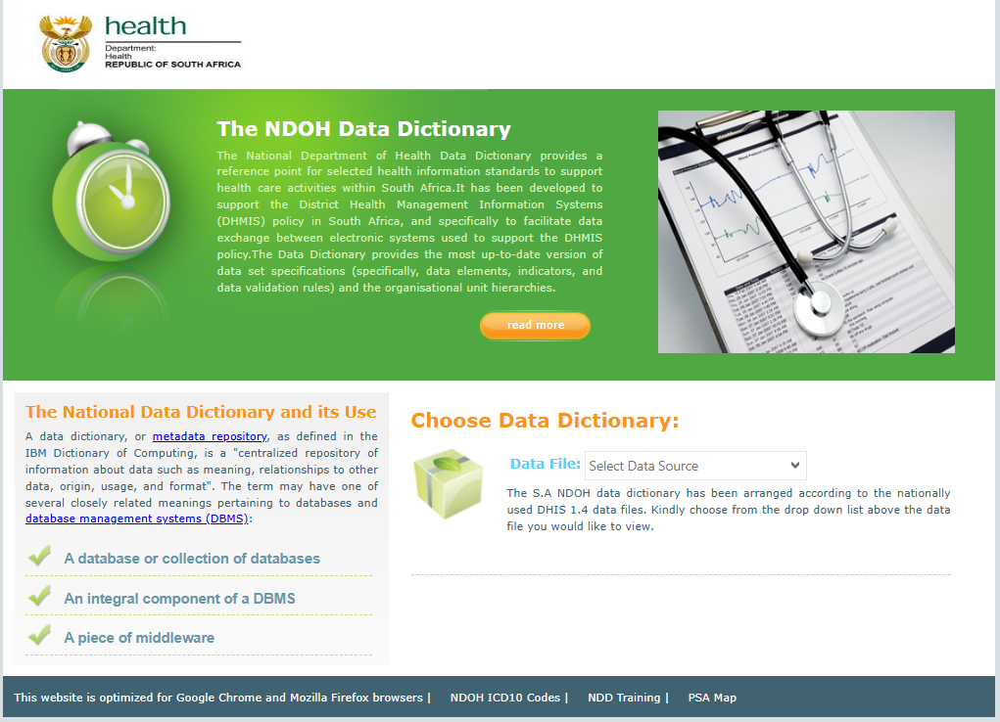 health
Department:
Health
REPUBLIC OF SOUTH AFRICA
The NDOH Data Dictionary
The National Department of Health Data Dictionary provides a
reference point for selected health information standards to support
health care activities within South Africa.It has been developed to
support the District Health Management Information Systems
(DHMIS) policy in South Africa, and specifically to facilitate data
exchange between electronic systems used to support the DHMIS
policy.The Data Dictionary provides the most up-to-date version of
data set specifications (specifically, data elements, indicators, and
data validation rules) and the organisational unit hierarchies.
read more
The National Data Dictionary and its Use
A data dictionary, or metadata repository, as defined in the
IBM Dictionary of Computing, is a "centralized repository of
information about data such as meaning, relationships to other
data, origin, usage, and format". The term may have one of
several closely related meanings pertaining to databases and
database management systems (DBMS):
A database or collection of databases
An integral component of a DBMS
A piece of middleware
Choose Data Dictionary:
Data File: Select Data Source
The S.A NDOH data dictionary has been arranged according to the nationally
used DHIS 1.4 data files. Kindly choose from the drop down list above the data
file you would like to view.
This website is optimized for Google Chrome and Mozilla Firefox browsers | NDOH ICD10 Codes | NDD Training | PSA Map